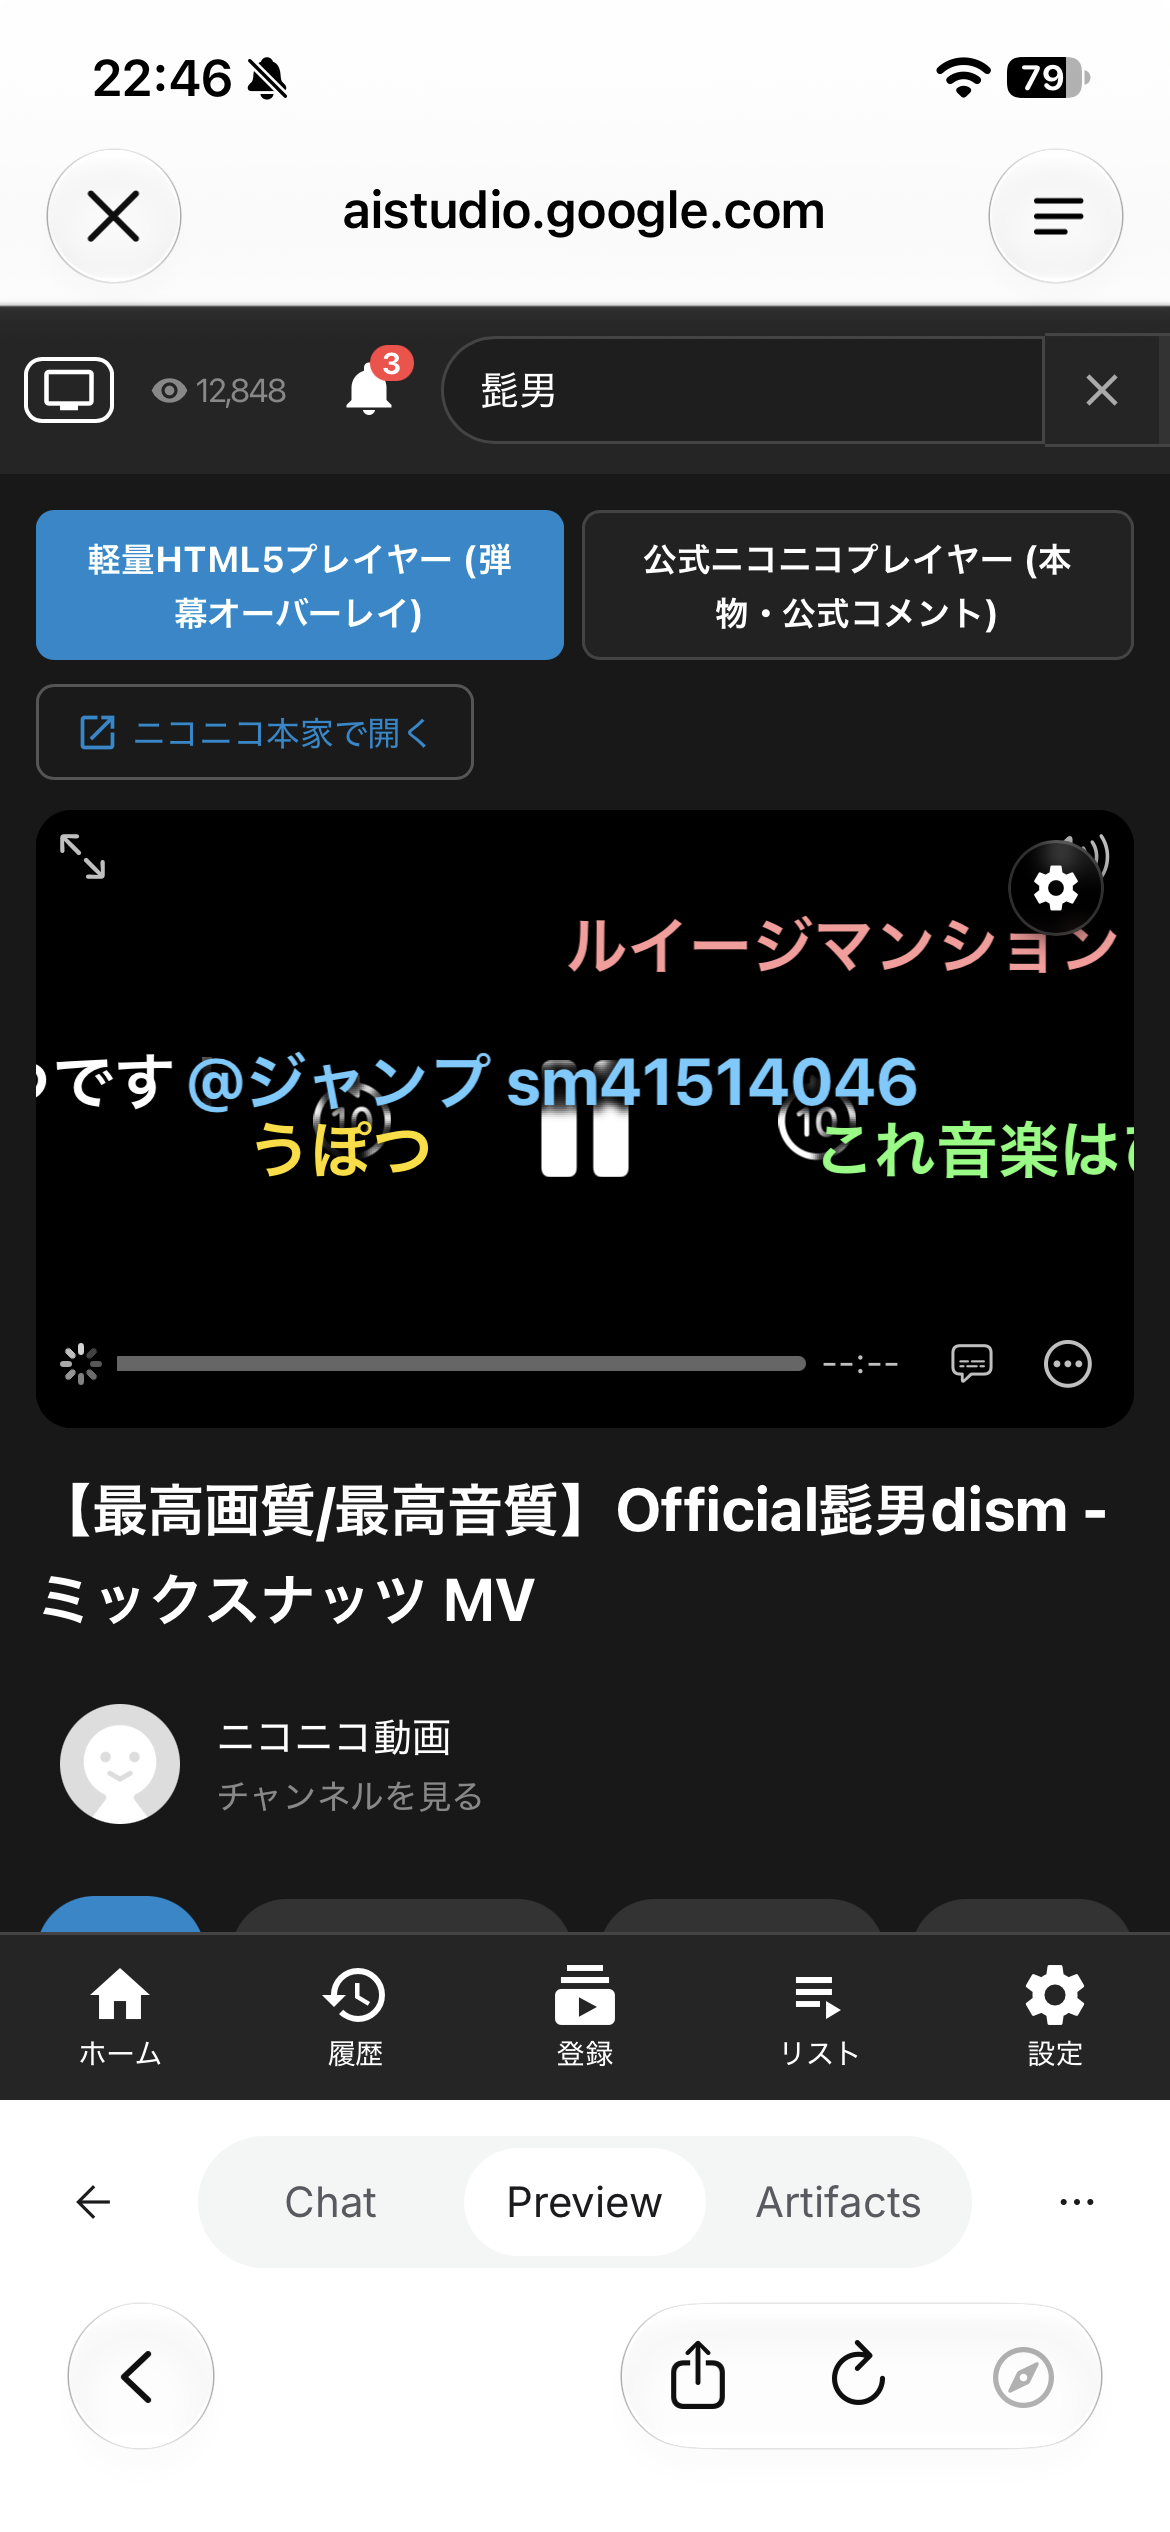 22:46
79
aistudio.google.com
12,848
3
髭男
軽量HTML5プレイヤー (弾
幕オーバーレイ)
公式ニコニコプレイヤー (本
物・公式コメント)
ニコニコ本家で開く
ルイージマンション
です @ジャンプ sm41514046
10
うぽつ
10
これ音楽は
--:--
【最高画質/最高音質】Official髭男dism -
ミックスナッツ MV
ニコニコ動画
チャンネルを見る
ホーム
履歴
登録
リスト
設定
Chat
Preview
Artifacts